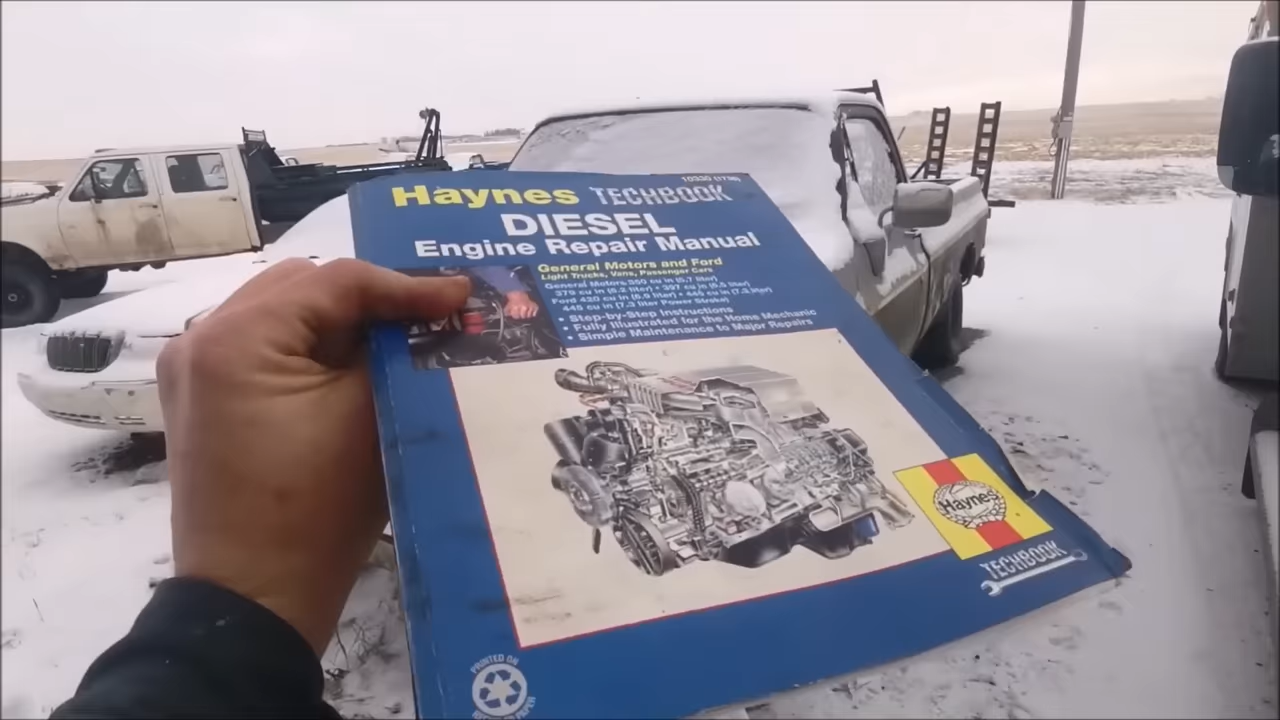 10330 (1736)
Haynes TECHBOOK
DIESEL
Engine Repair Manual
General Motors and Ford
Light Trucks, Vans, Passenger Cars
General Motors 350 cu in (5.7 liter)
379 cu in (6.2 liter) • 397 cu in (6.5 liter)
Ford 420 cu in (6.9 liter) • 445 cu in (7.3 liter)
445 cu in (7.3 liter Power Stroke)
• Step-by-Step Instructions
• Fully Illustrated for the Home Mechanic
• Simple Maintenance to Major Repairs
Haynes
TECHBOOK
PRINTED ON
RECYCLED PAPER